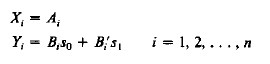 X_i = A_i
Y_i = B_i s_0 + B_i' s_1    i = 1, 2, . . . , n